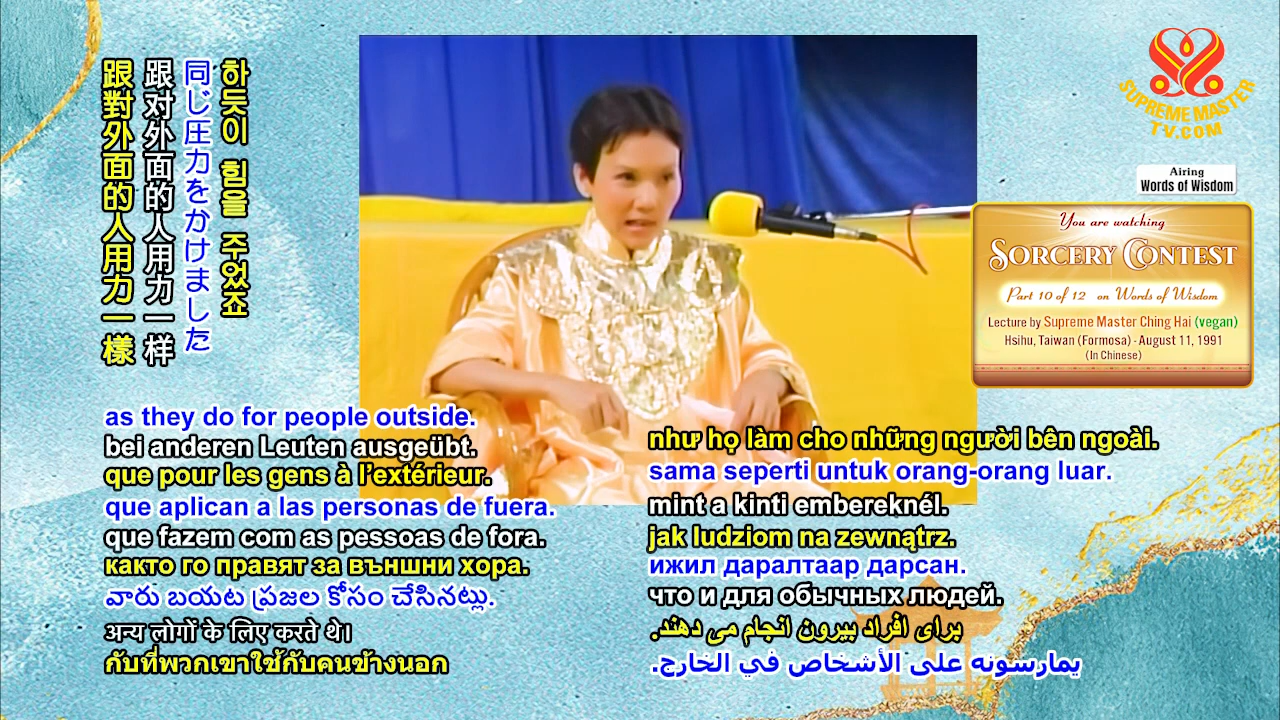 하듯이 힘을 주었죠
同じ圧力をかけました
跟对外面的人用力一样
跟對外面的人用力一樣
SUPREME MASTER
TV.COM
Airing
Words of Wisdom
You are watching
SORCERY CONTEST
Part 10 of 12 on Words of Wisdom
Lecture by Supreme Master Ching Hai (vegan)
Hsihu, Taiwan (Formosa) - August 11, 1991
(In Chinese)
as they do for people outside.
bei anderen Leuten ausgeübt.
que pour les gens à l'extérieur.
que aplican a las personas de fuera.
que fazem com as pessoas de fora.
както го правят за външни хора.
వారు బయట ప్రజల కోసం చేసినట్లు.
अन्य लोगों के लिए करते थे।
กับที่พวกเขาใช้กับคนข้างนอก
như họ làm cho những người bên ngoài.
sama seperti untuk orang-orang luar.
mint a kinti embereknél.
jak ludziom na zewnątrz.
ижил даралтаар дарсан.
что и для обычных людей.
برای افراد بیرون انجام می دهند.
يمارسونه على الأشخاص في الخارج.